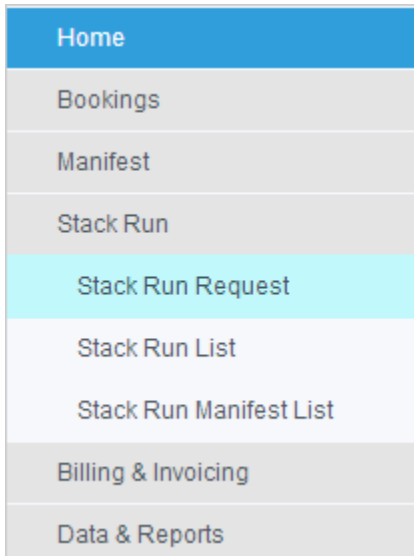 Home
Bookings
Manifest
Stack Run
Stack Run Request
Stack Run List
Stack Run Manifest List
Billing & Invoicing
Data & Reports